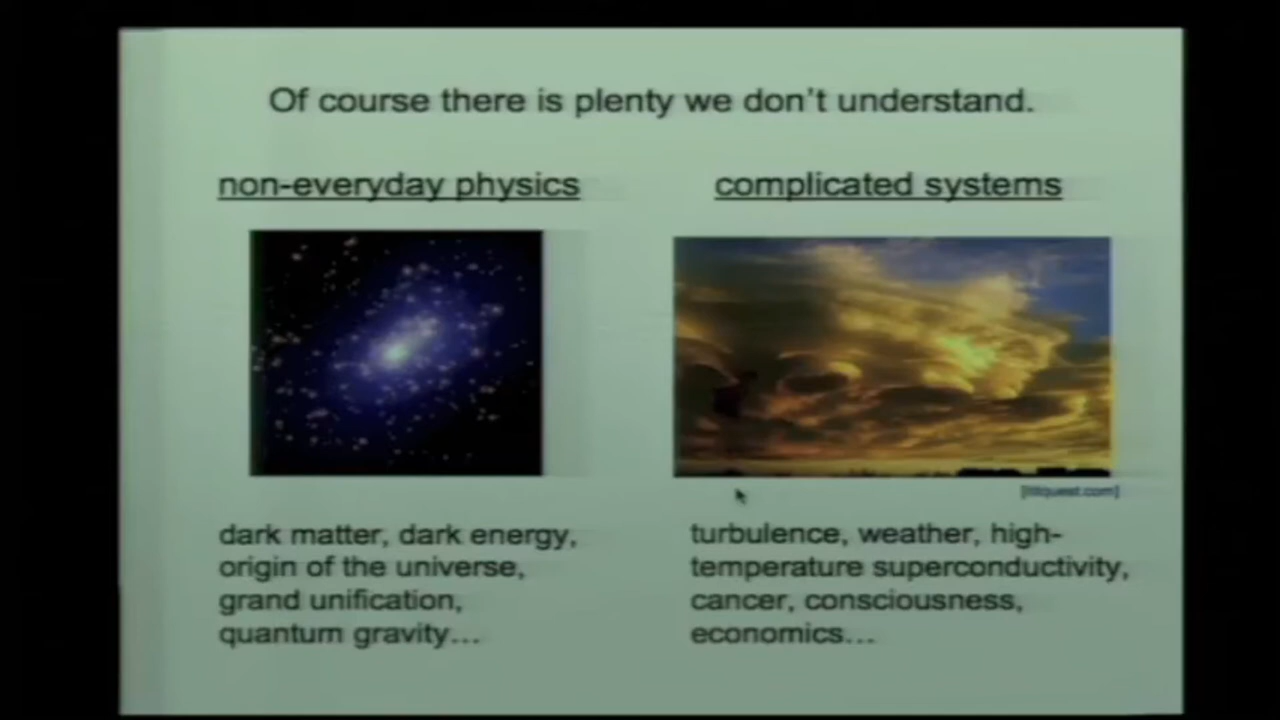 Of course there is plenty we don't understand.
non-everyday physics
complicated systems
dark matter, dark energy,
origin of the universe,
grand unification,
quantum gravity…
turbulence, weather, high-
temperature superconductivity,
cancer, consciousness,
economics…